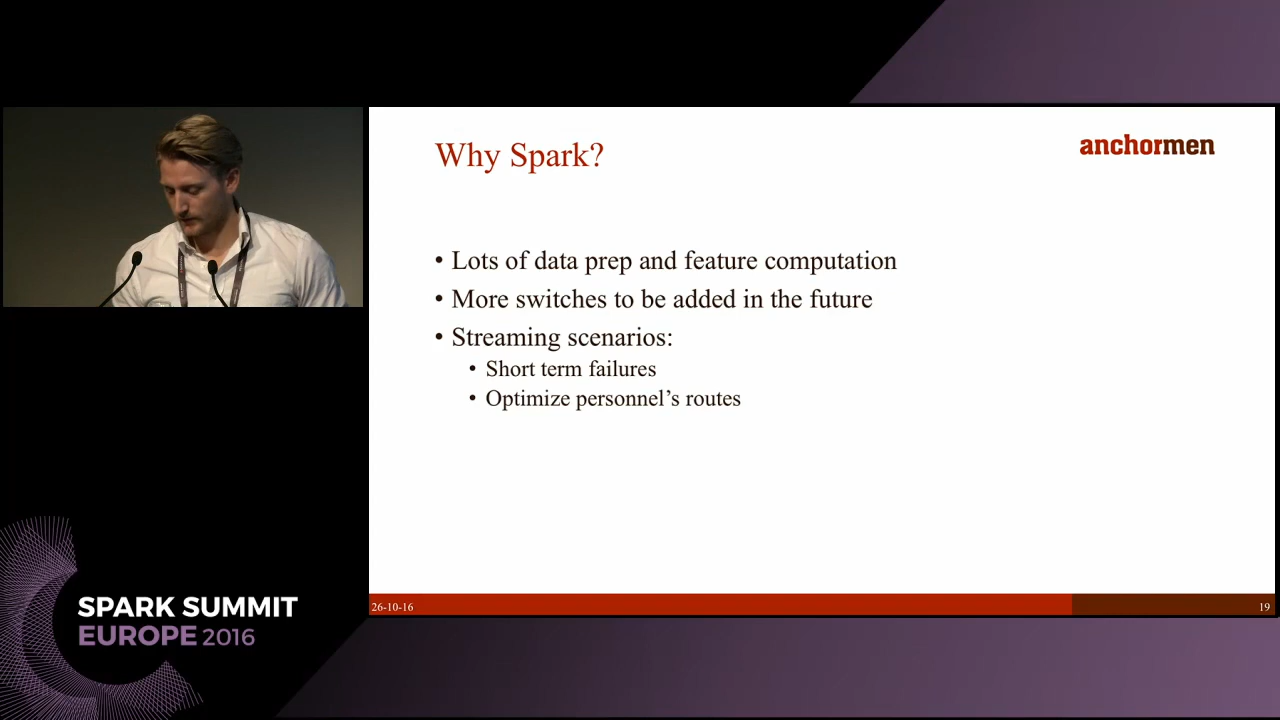 Why Spark?
anchormen
• Lots of data prep and feature computation
• More switches to be added in the future
• Streaming scenarios:
• Short term failures
• Optimize personnel’s routes
26-10-16
19
SPARK SUMMIT
EUROPE 2016